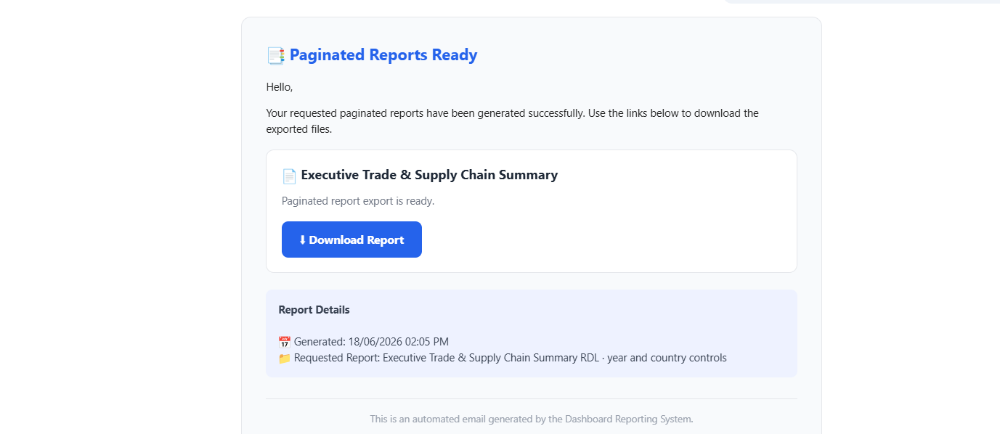 📑 Paginated Reports Ready
Hello,
Your requested paginated reports have been generated successfully. Use the links below to download the
exported files.
📄 Executive Trade & Supply Chain Summary
Paginated report export is ready.
⬇ Download Report
Report Details
📅 Generated: 18/06/2026 02:05 PM
📁 Requested Report: Executive Trade & Supply Chain Summary RDL · year and country controls
This is an automated email generated by the Dashboard Reporting System.